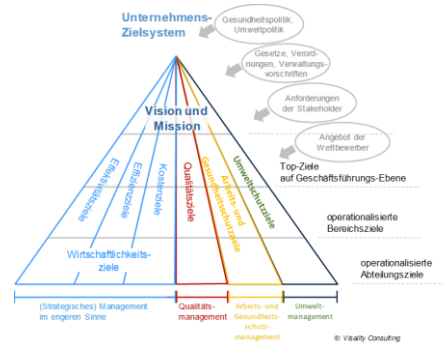 Unternehmens-
Zielsystem
Gesundheitspolitik,
Umweltpolitik
Gesetze, Verord-
nungen, Verwaltungs-
vorschriften
Anforderungen
der Stakeholder
Angebot der
Wettbewerber
Vision und
Mission
Top-Ziele
auf Geschäftsführungs-Ebene
Effektivitätsziele
Effizienzziele
Kostenziele
Qualitätsziele
Arbeits- und
Gesundheitsschutzziele
Umweltschutzziele
operationalisierte
Bereichsziele
Wirtschaftlichkeits-
ziele
operationalisierte
Abteilungsziele
(Strategisches) Management
im engeren Sinne
Qualitäts-
management
Arbeits- und
Gesundheits-
schutz-
management
Umwelt-
management
© Visality Consulting